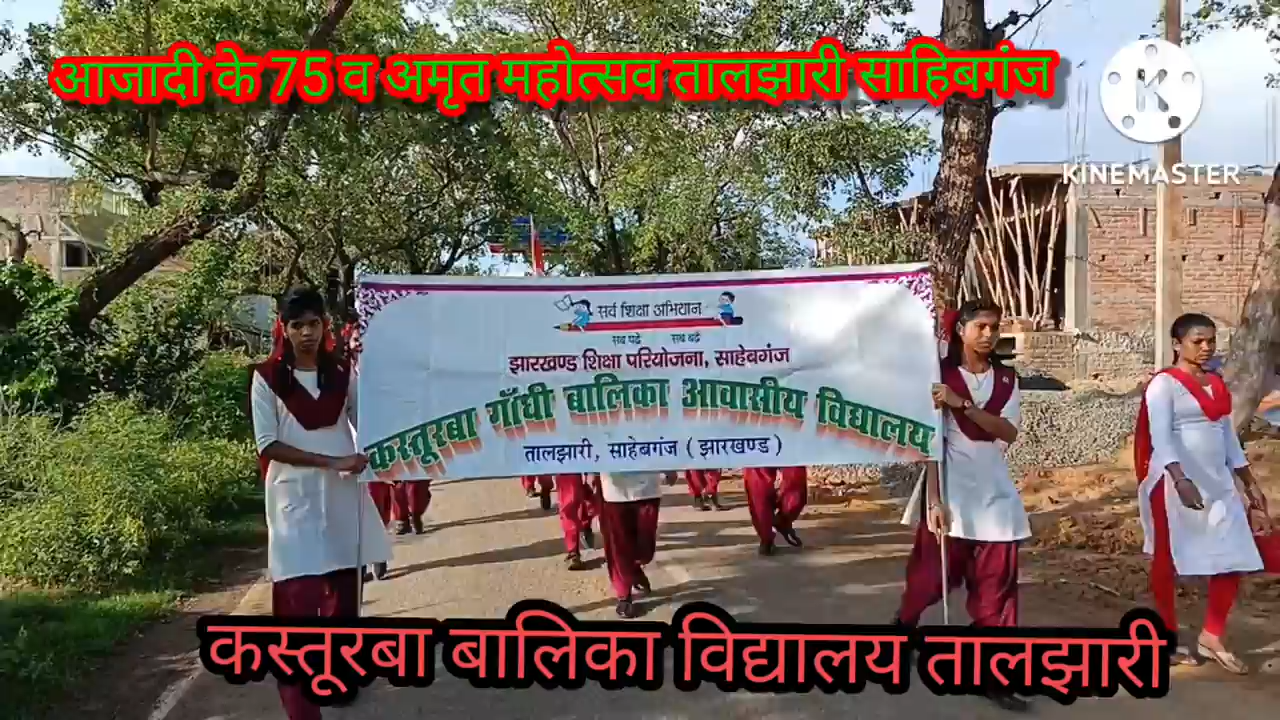 आजादी के 75 व अमृत महोत्सव तालझारी साहिबगंज
K
KINEMASTER
सर्व शिक्षा अभियान
सब पढ़ें सब बढ़ें
झारखण्ड शिक्षा परियोजना, साहेबगंज
कस्तूरबा गाँधी बालिका आवासीय विद्यालय
तालझारी, साहेबगंज ( झारखण्ड )
कस्तूरबा बालिका विद्यालय तालझारी